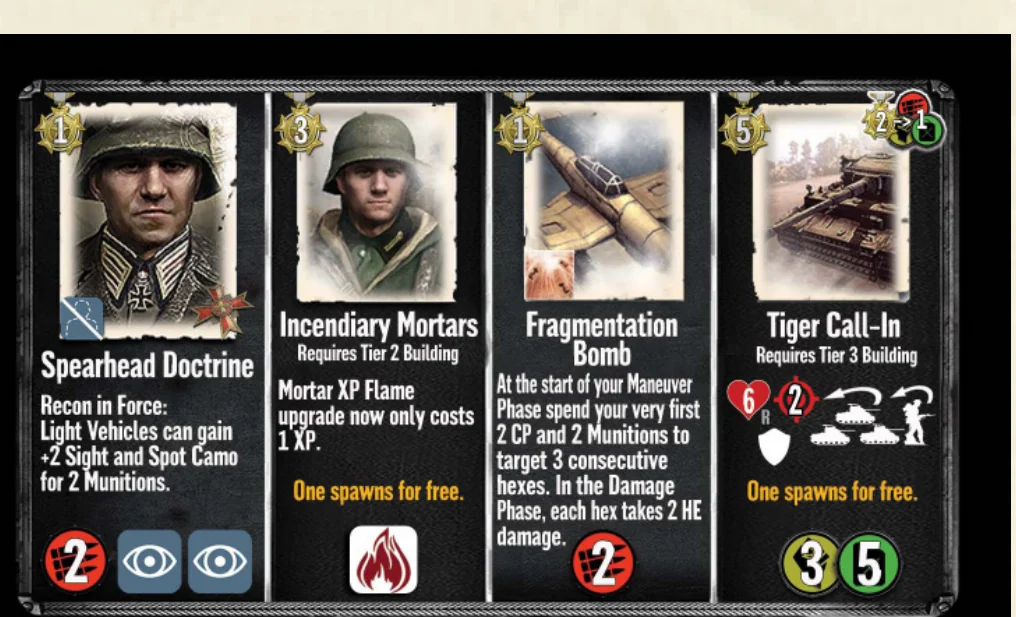 1
Spearhead Doctrine
Recon in Force:
Light Vehicles can gain
+2 Sight and Spot Camo
for 2 Munitions.
2
3
Incendiary Mortars
Requires Tier 2 Building
Mortar XP Flame
upgrade now only costs
1 XP.
One spawns for free.
1
Fragmentation
Bomb
At the start of your Maneuver
Phase spend your very first
2 CP and 2 Munitions to
target 3 consecutive
hexes. In the Damage
Phase, each hex takes 2 HE
damage.
2
5
2 1
Tiger Call-In
Requires Tier 3 Building
6 R 2
One spawns for free.
3 5